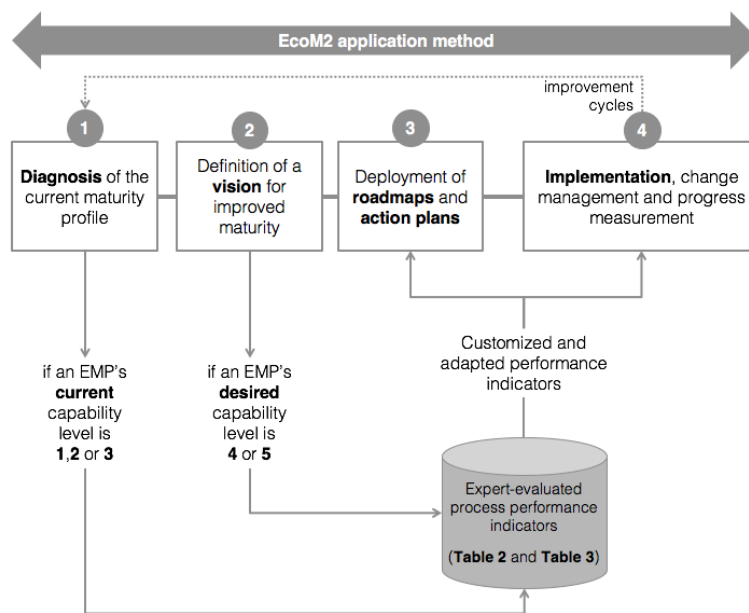 EcoM2 application method
improvement
cycles
1
Diagnosis of the
current maturity
profile
2
Definition of a
vision for
improved
maturity
3
Deployment of
roadmaps and
action plans
4
Implementation, change
management and progress
measurement
if an EMP's
current
capability
level is
1,2 or 3
if an EMP's
desired
capability
level is
4 or 5
Customized and
adapted performance
indicators
Expert-evaluated
process performance
indicators
(Table 2 and Table 3)